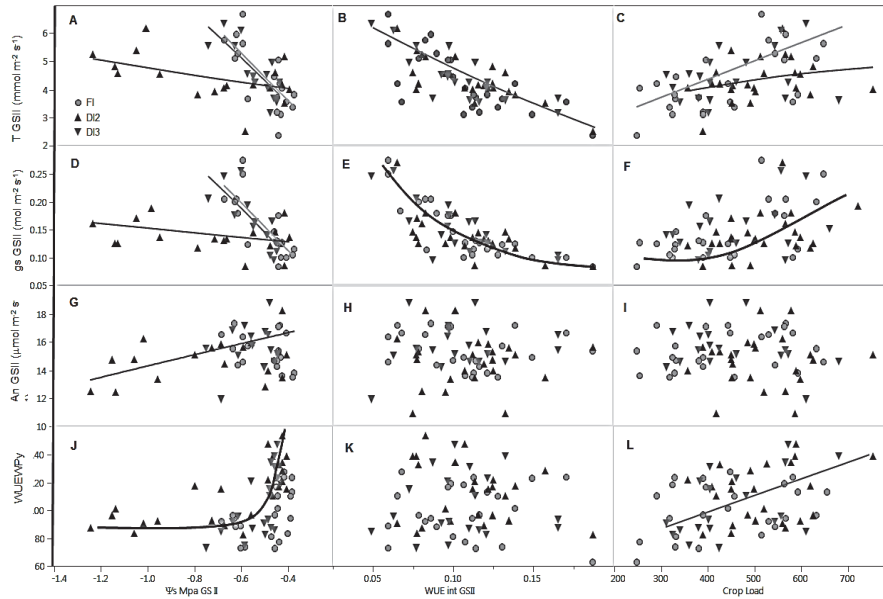 A
B
C
T GSII (mmol m⁻² s⁻¹)
6
5
4
3
2
FI
DI2
DI3
D
E
F
gs GSII (mol m⁻² s⁻¹)
0.25
0.20
0.15
0.10
0.05
G
H
I
An GSII (µmol m⁻² s
18
16
14
12
10
J
K
L
WUEWPy
.40
.20
.00
80
60
-1.4 -1.2 -1.0 -0.8 -0.6 -0.4
0.05 0.10 0.15
200 300 400 500 600 700
Ψs Mpa GS II
WUE int GSII
Crop Load